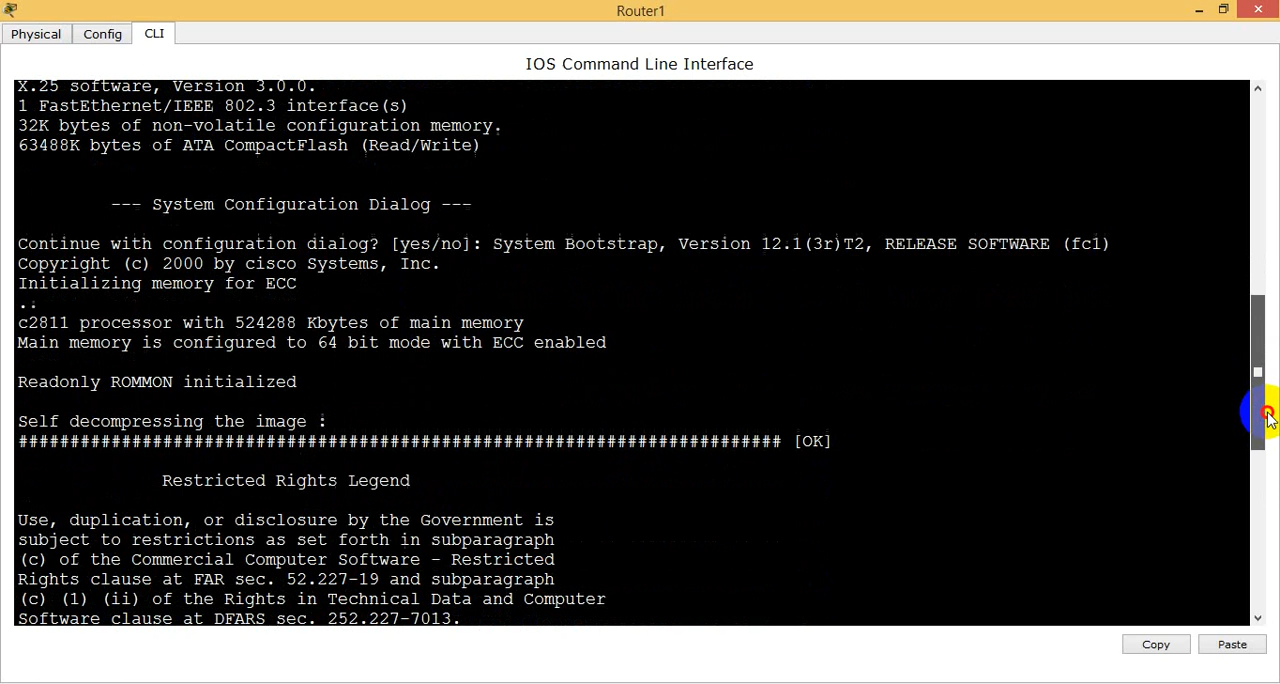 Router1
Physical
Config
CLI
IOS Command Line Interface
X.25 software, Version 3.0.0.
1 FastEthernet/IEEE 802.3 interface(s)
32K bytes of non-volatile configuration memory.
63488K bytes of ATA CompactFlash (Read/Write)
--- System Configuration Dialog ---
Continue with configuration dialog? [yes/no]: System Bootstrap, Version 12.1(3r)T2, RELEASE SOFTWARE (fc1)
Copyright (c) 2000 by cisco Systems, Inc.
Initializing memory for ECC
..
c2811 processor with 524288 Kbytes of main memory
Main memory is configured to 64 bit mode with ECC enabled
Readonly ROMMON initialized
Self decompressing the image :
########################################################################## [OK]
Restricted Rights Legend
Use, duplication, or disclosure by the Government is
subject to restrictions as set forth in subparagraph
(c) of the Commercial Computer Software - Restricted
Rights clause at FAR sec. 52.227-19 and subparagraph
(c) (1) (ii) of the Rights in Technical Data and Computer
Software clause at DFARS sec. 252.227-7013.
Copy
Paste